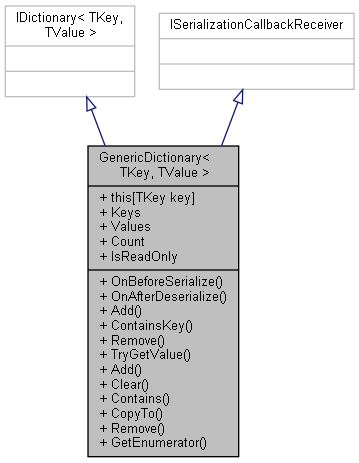 IDictionary< TKey,
TValue >
ISerializationCallbackReceiver
GenericDictionary<
TKey, TValue >
+ this[TKey key]
+ Keys
+ Values
+ Count
+ IsReadOnly
+ OnBeforeSerialize()
+ OnAfterDeserialize()
+ Add()
+ ContainsKey()
+ Remove()
+ TryGetValue()
+ Add()
+ Clear()
+ Contains()
+ CopyTo()
+ Remove()
+ GetEnumerator()